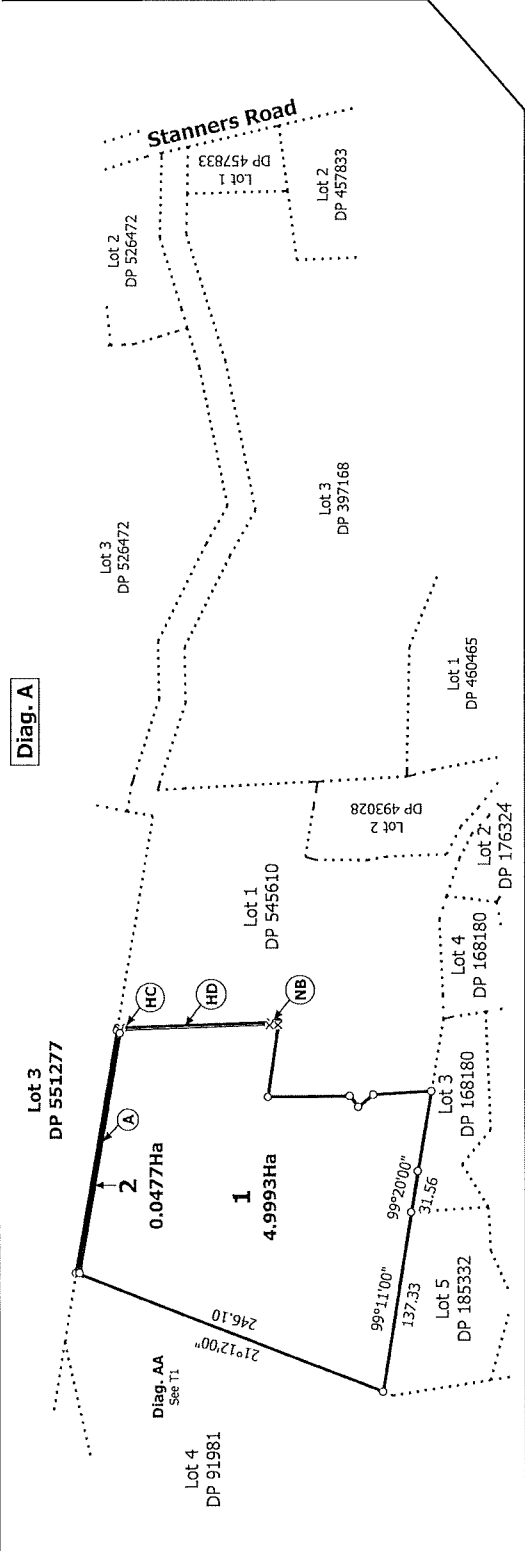 Diag. A
Lot 3
DP 551277
Lot 3
DP 526472
Lot 2
DP 526472
Stanners Road
Lot 1
DP 457833
Lot 2
DP 457833
Lot 3
DP 397168
Lot 1
DP 460465
Lot 2
DP 493028
Lot 2
DP 176324
Lot 1
DP 545610
Lot 4
DP 168180
Lot 3
DP 168180
HC
HD
NB
A
2
0.0477Ha
1
4.9993Ha
246.10
21°12'00"
Diag. AA
See T1
Lot 4
DP 91981
99°11'00"
137.33
99°20'00"
31.56
Lot 5
DP 185332